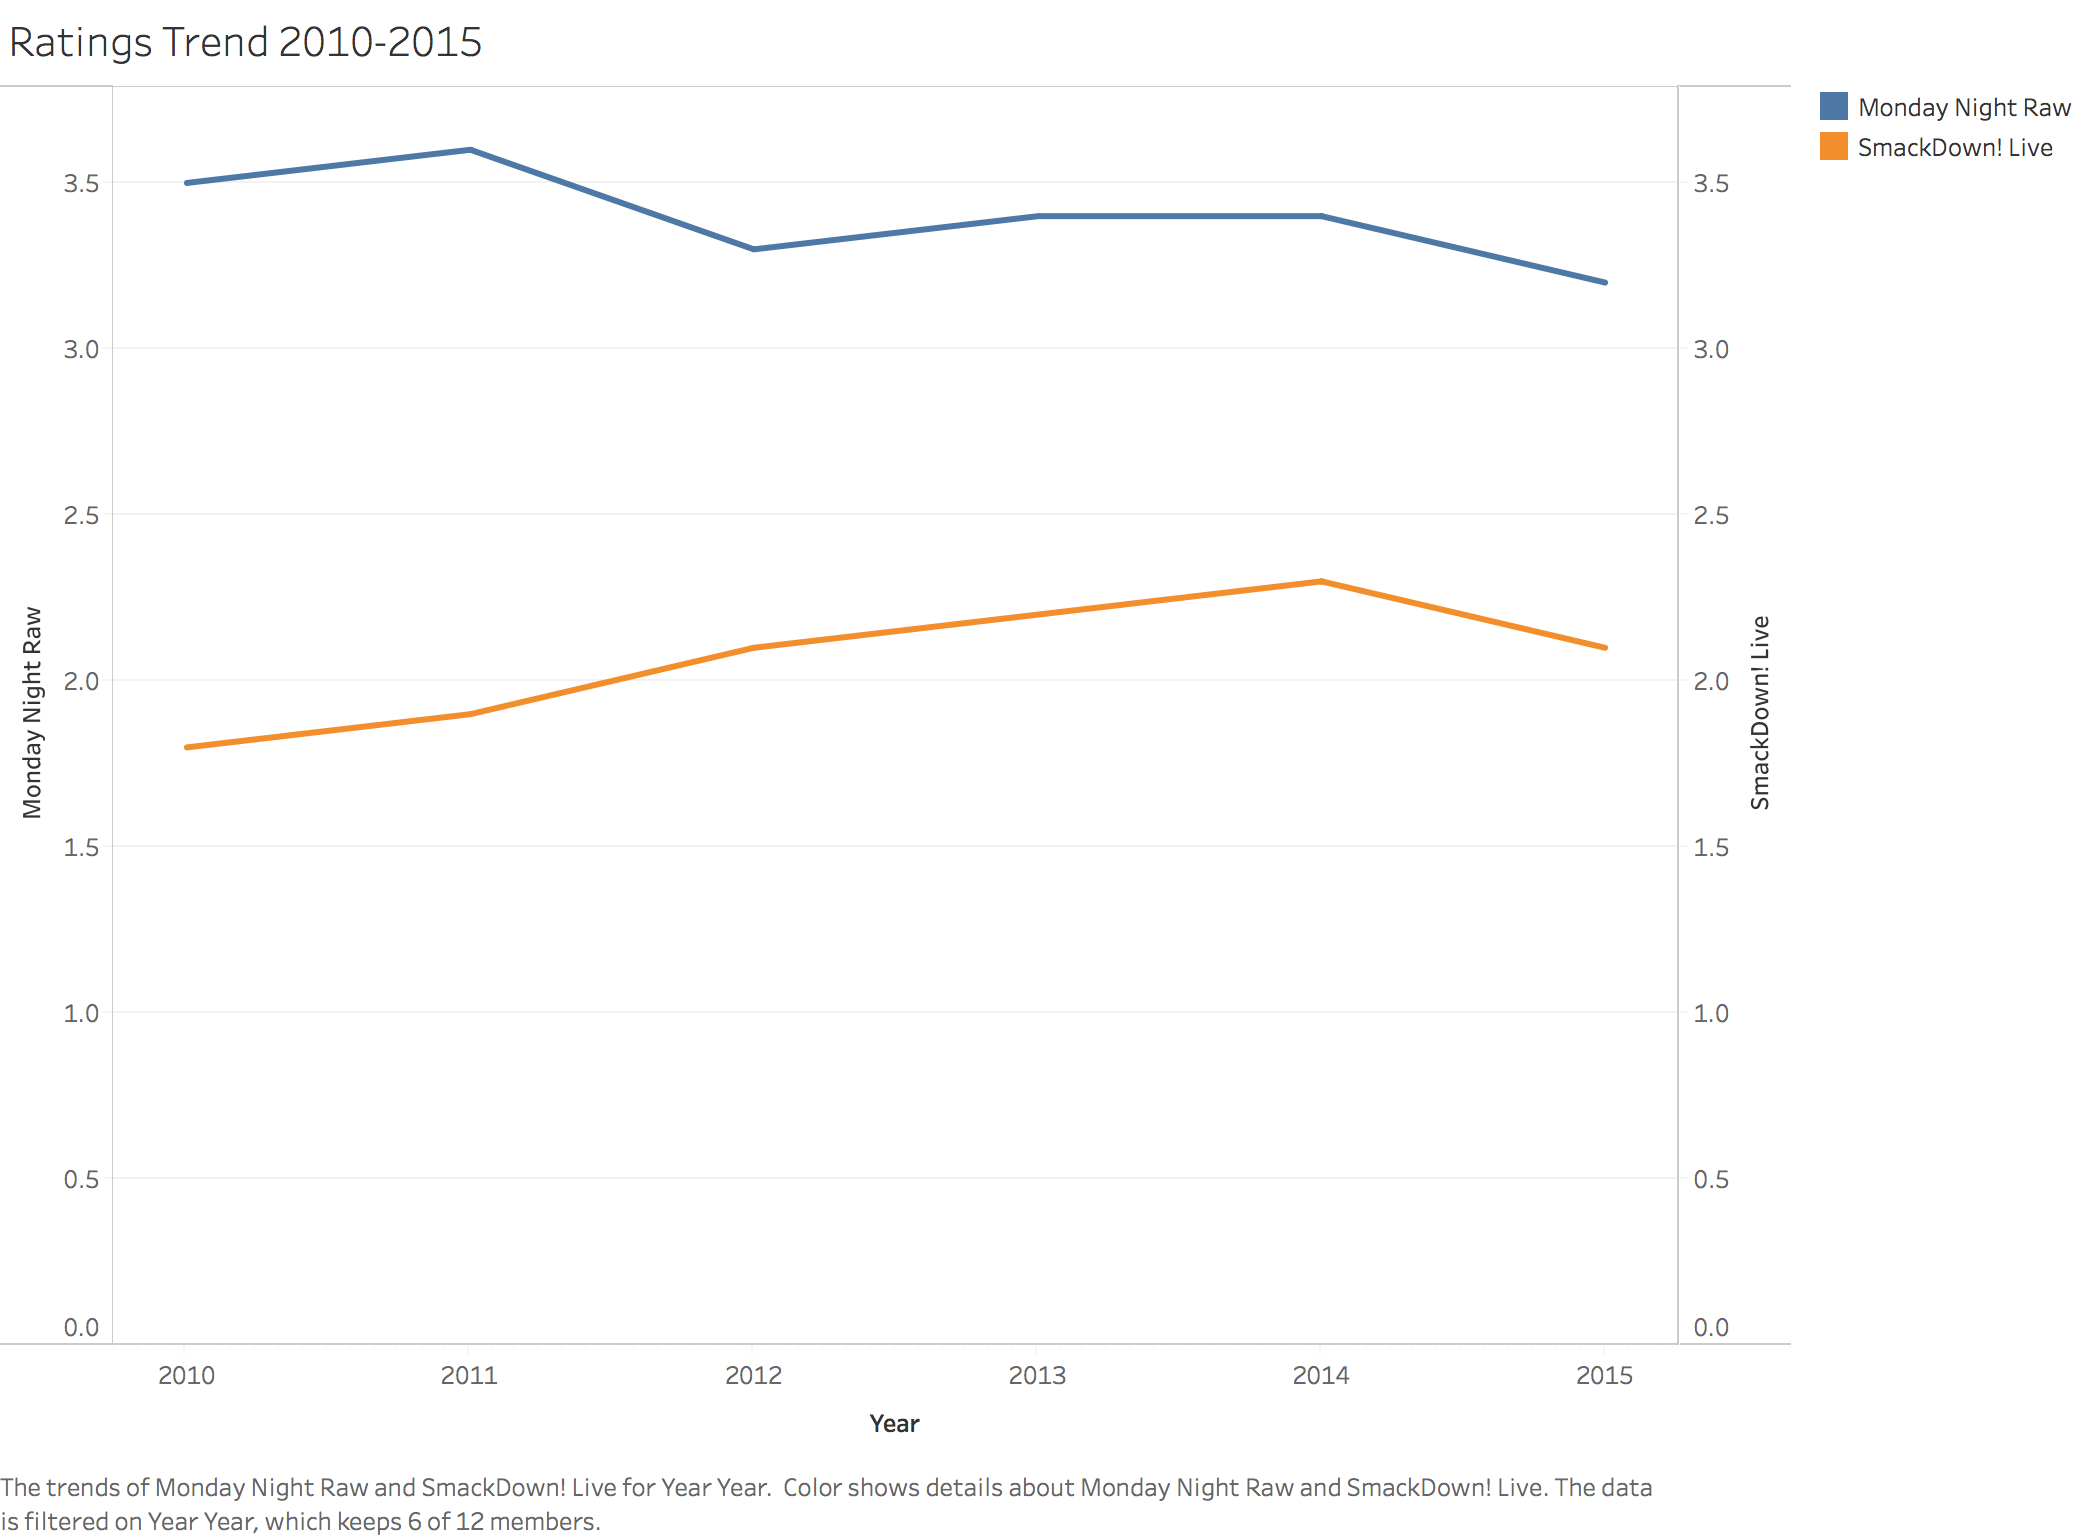 Ratings Trend 2010-2015
Monday Night Raw
SmackDown! Live
3.5
3.0
2.5
2.0
1.5
1.0
0.5
0.0
Monday Night Raw
3.5
3.0
2.5
2.0
1.5
1.0
0.5
0.0
SmackDown! Live
2010 2011 2012 2013 2014 2015
Year
The trends of Monday Night Raw and SmackDown! Live for Year Year.  Color shows details about Monday Night Raw and SmackDown! Live. The data
is filtered on Year Year, which keeps 6 of 12 members.